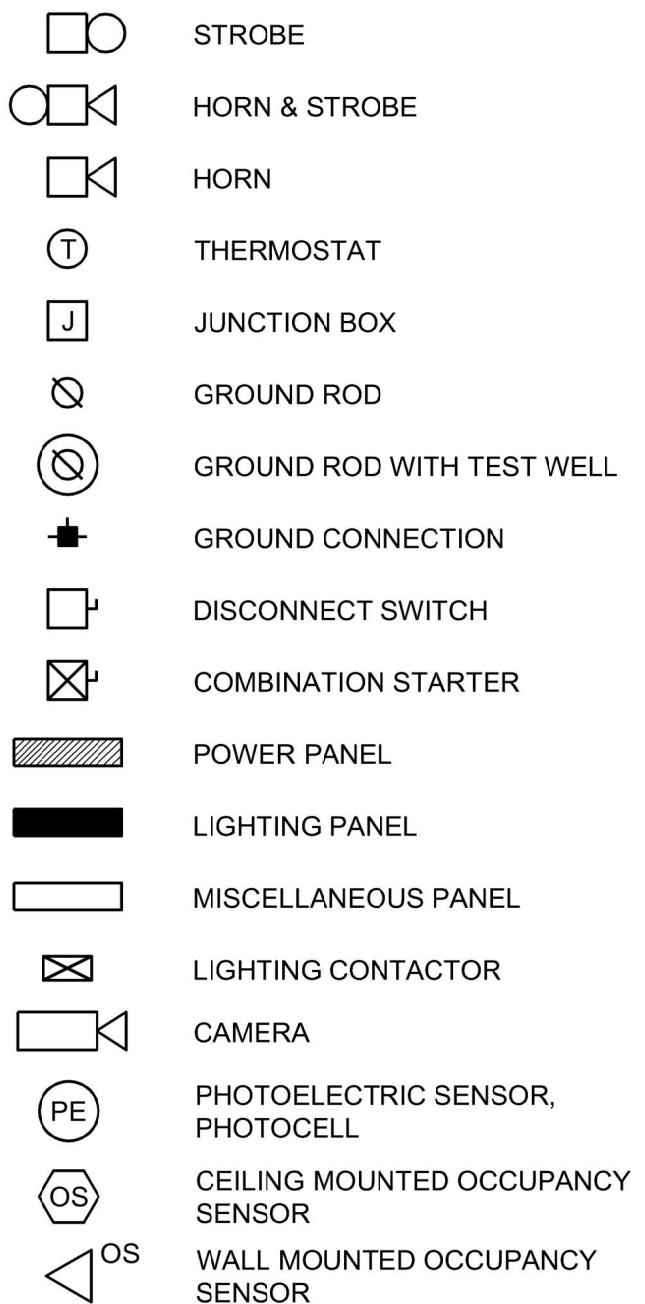 STROBE
HORN & STROBE
HORN
T THERMOSTAT
J JUNCTION BOX
GROUND ROD
GROUND ROD WITH TEST WELL
GROUND CONNECTION
DISCONNECT SWITCH
COMBINATION STARTER
POWER PANEL
LIGHTING PANEL
MISCELLANEOUS PANEL
LIGHTING CONTACTOR
CAMERA
PE PHOTOELECTRIC SENSOR,
PHOTOCELL
OS CEILING MOUNTED OCCUPANCY
SENSOR
OS WALL MOUNTED OCCUPANCY
SENSOR